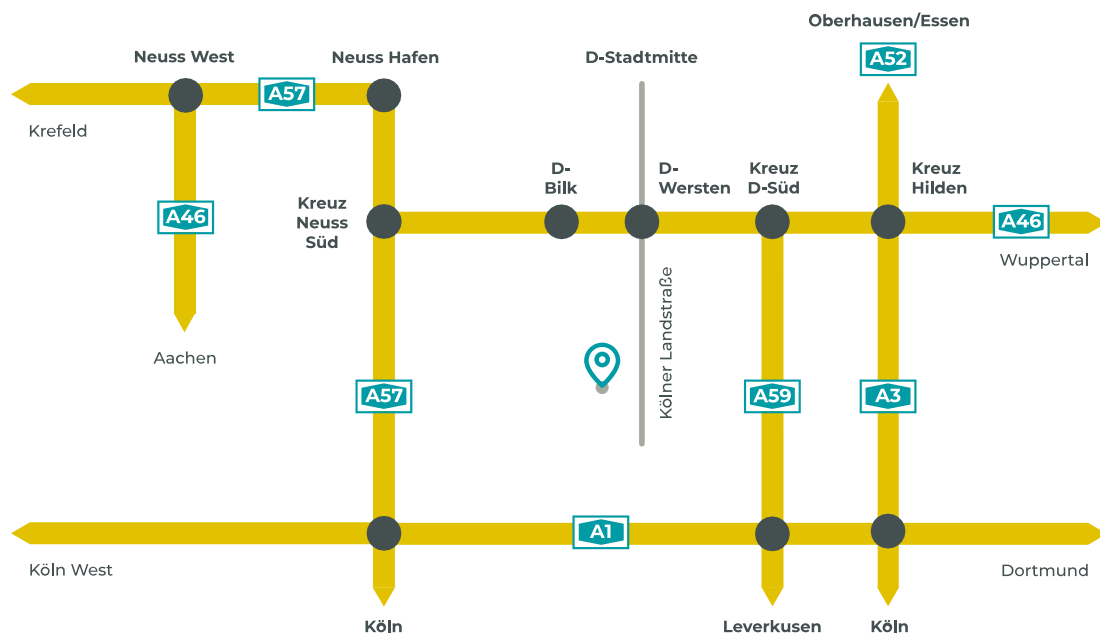 Oberhausen/Essen
A52
Neuss West
Neuss Hafen
D-Stadtmitte
A57
Krefeld
D-
Bilk
D-
Wersten
Kreuz
D-Süd
Kreuz
Hilden
Kreuz
Neuss
Süd
A46
A46
Wuppertal
Aachen
Kölner Landstraße
A57
A59
A3
A1
Köln West
Dortmund
Köln
Leverkusen
Köln